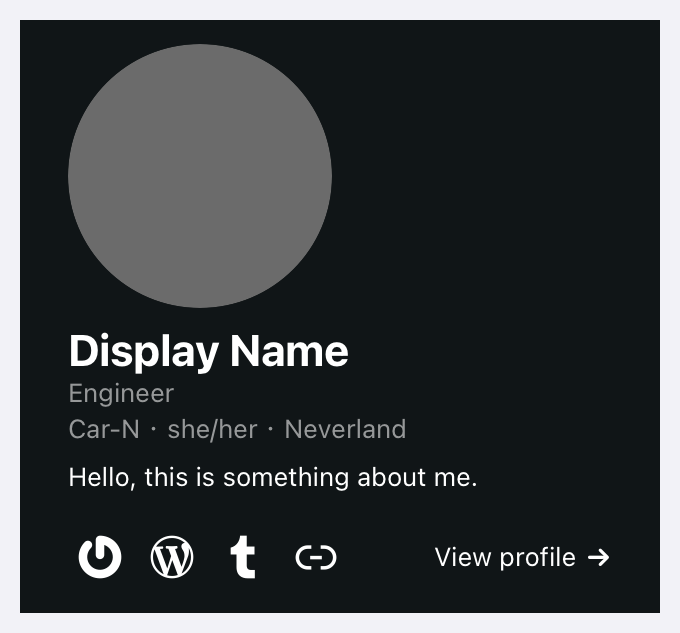 Display Name
Engineer
Car-N · she/her · Neverland
Hello, this is something about me.
View profile →